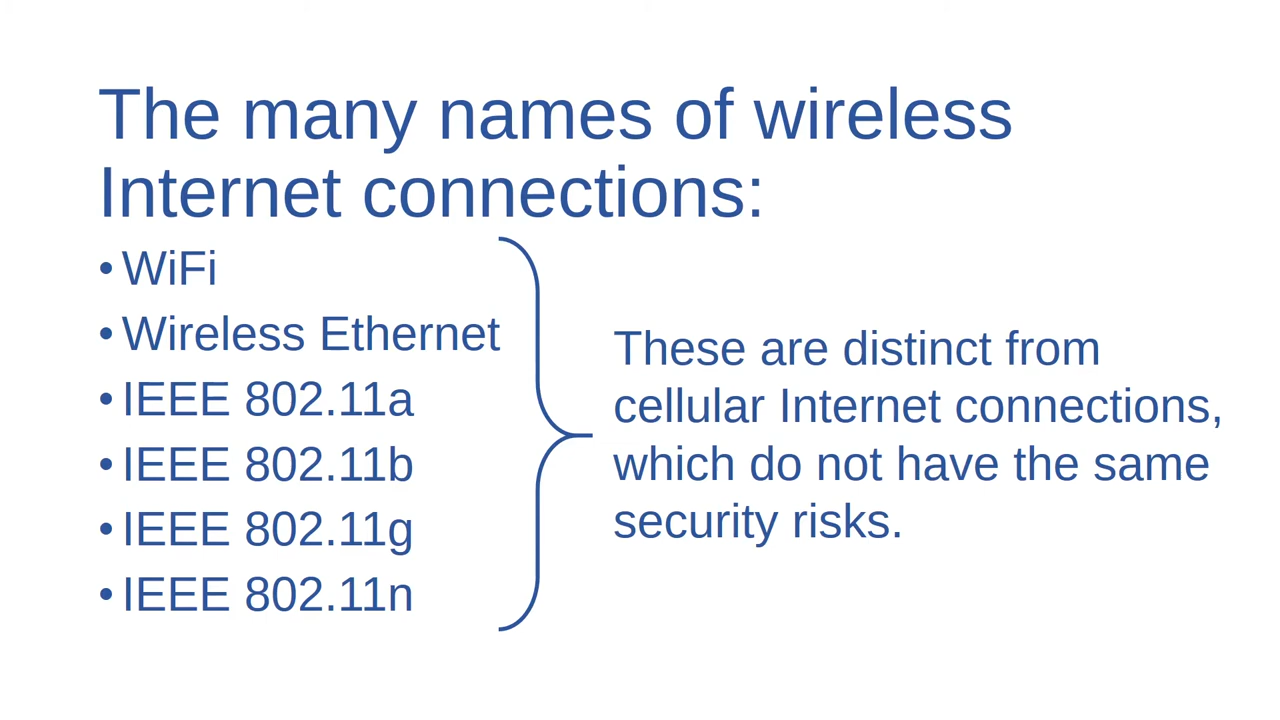 The many names of wireless
Internet connections:
• WiFi
• Wireless Ethernet
• IEEE 802.11a
• IEEE 802.11b
• IEEE 802.11g
• IEEE 802.11n
These are distinct from
cellular Internet connections,
which do not have the same
security risks.